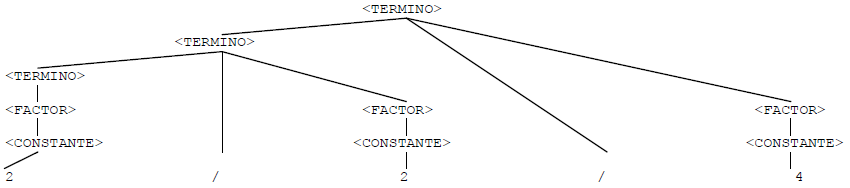 <TERMINO>
<TERMINO>
<TERMINO>
<FACTOR> <FACTOR> <FACTOR>
<CONSTANTE> <CONSTANTE> <CONSTANTE>
2 / 2 / 4